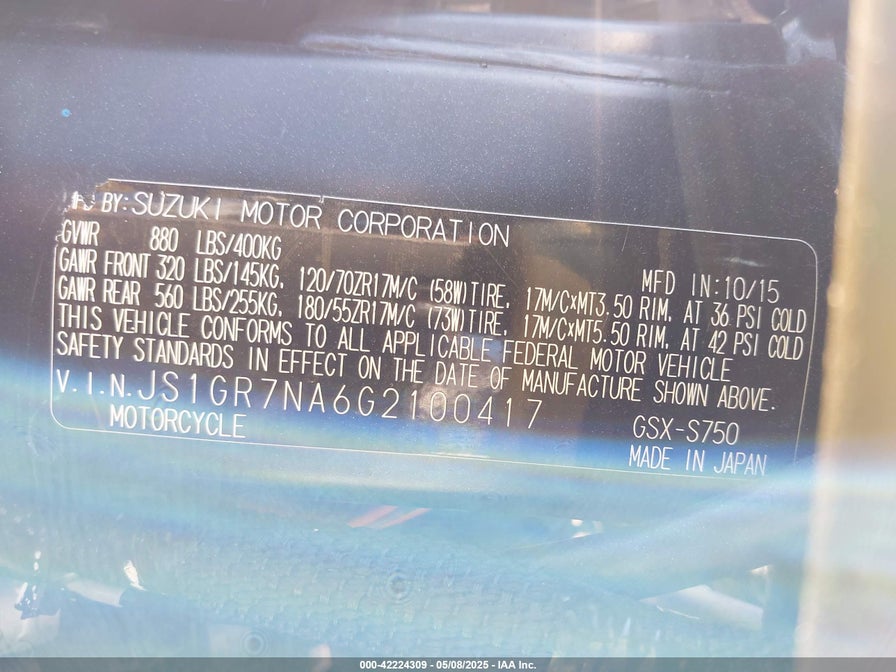 BY: SUZUKI MOTOR CORPORATION
MFD IN: 10/15
GVWR 880 LBS/400KG
GAWR FRONT 320 LBS/145KG, 120/70ZR17M/C (58W) TIRE, 17M/C×MT3.50 RIM, AT 36 PSI COLD
GAWR REAR 560 LBS/255KG, 180/55ZR17M/C (73W) TIRE, 17M/C×MT5.50 RIM, AT 42 PSI COLD
THIS VEHICLE CONFORMS TO ALL APPLICABLE FEDERAL MOTOR VEHICLE
SAFETY STANDARDS IN EFFECT ON THE DATE OF MANUFACTURE SHOWN ABOVE.
V.I.N. JS1GR7NA6G2100417 GSX-S750
MOTORCYCLE MADE IN JAPAN
000-42224309 - 05/08/2025 - IAA Inc.